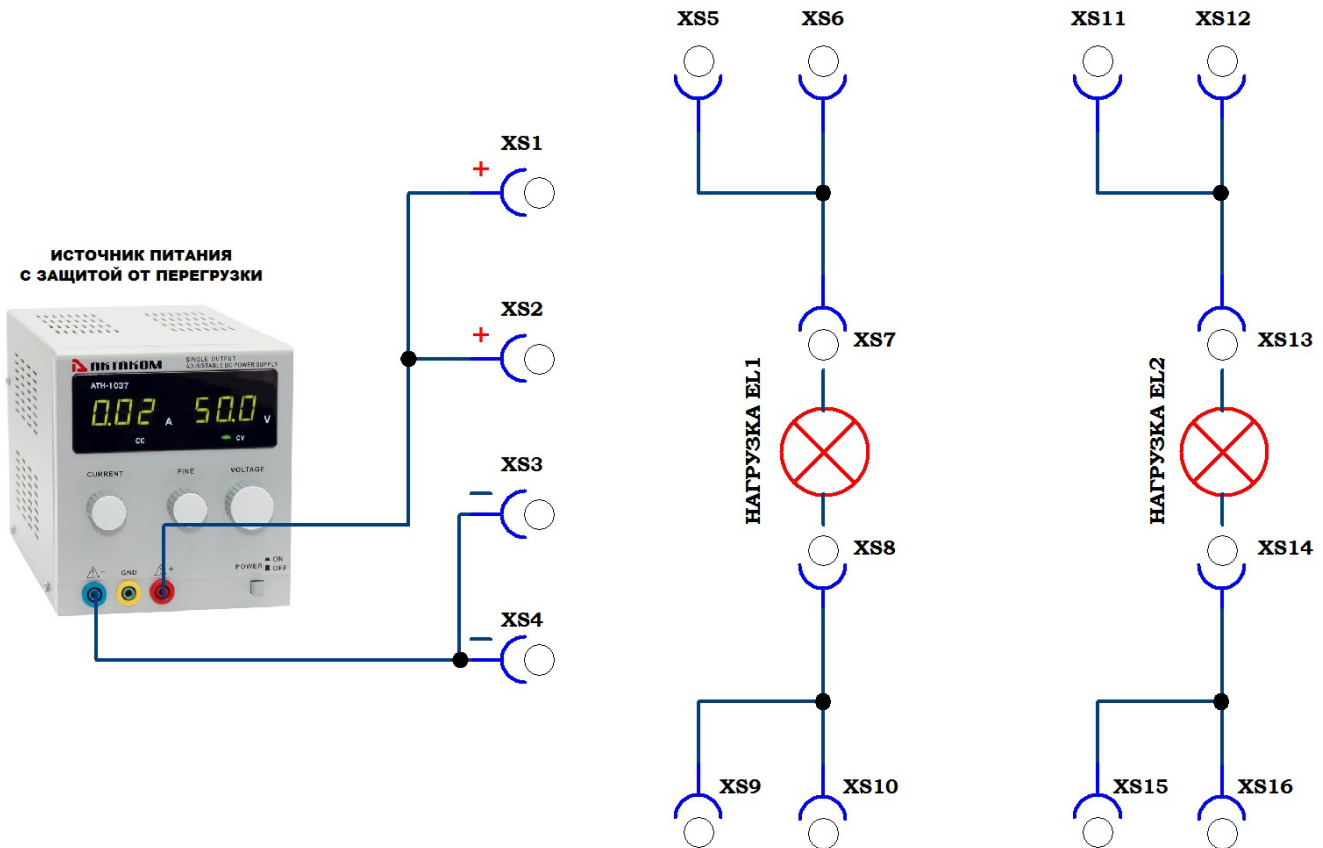 ИСТОЧНИК ПИТАНИЯ
С ЗАЩИТОЙ ОТ ПЕРЕГРУЗКИ
АКТАКОМ
SINGLE OUTPUT
ADJUSTABLE DC POWER SUPPLY
ATH-1037
0.02 A 50.0 V
CC CV
CURRENT FINE VOLTAGE
- GND +
POWER ON
OFF
+ XS1
+ XS2
− XS3
− XS4
XS5 XS6
XS7
НАГРУЗКА EL1
XS8
XS9 XS10
XS11 XS12
XS13
НАГРУЗКА EL2
XS14
XS15 XS16